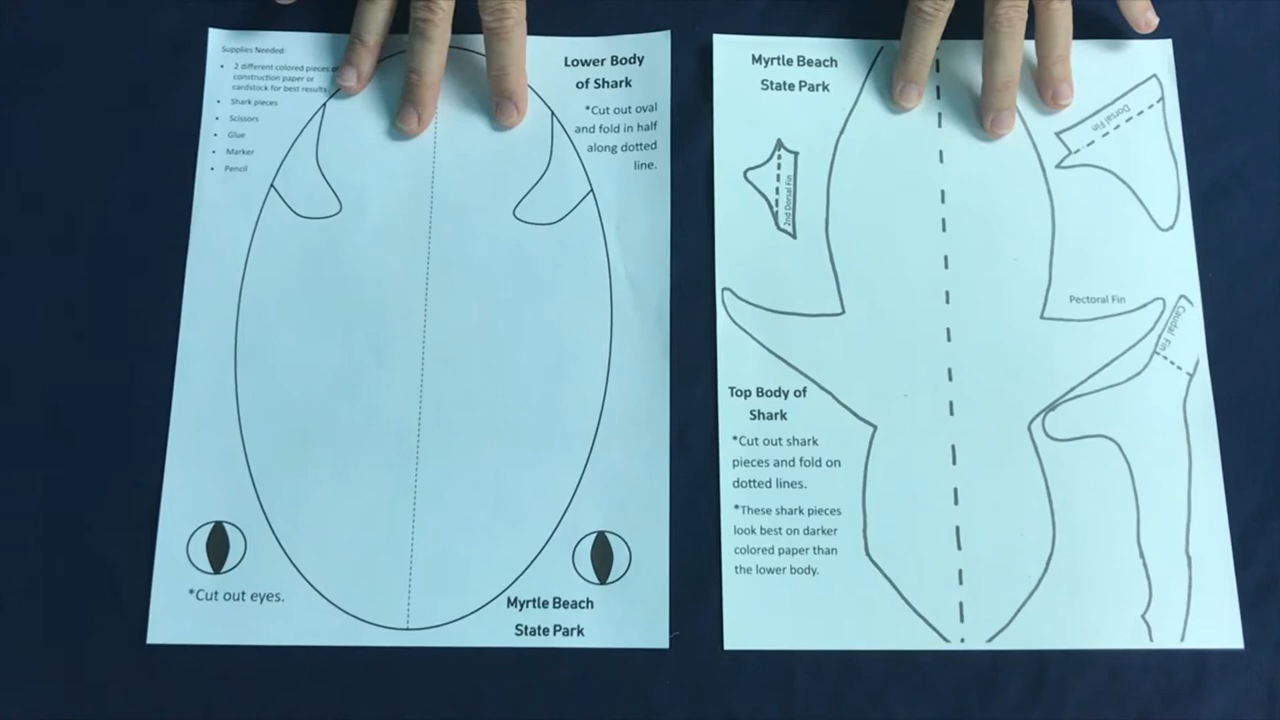 Supplies Needed:
• 2 different colored pieces
construction paper or
cardstock for best results
• Shark pieces
• Scissors
• Glue
• Marker
• Pencil
Lower Body
of Shark
*Cut out oval
and fold in half
along dotted
line.
*Cut out eyes.
Myrtle Beach
State Park
Myrtle Beach
State Park
2nd Dorsal Fin
Dorsal Fin
Pectoral Fin
Caudal Fin
Top Body of
Shark
*Cut out shark
pieces and fold on
dotted lines.
*These shark pieces
look best on darker
colored paper than
the lower body.